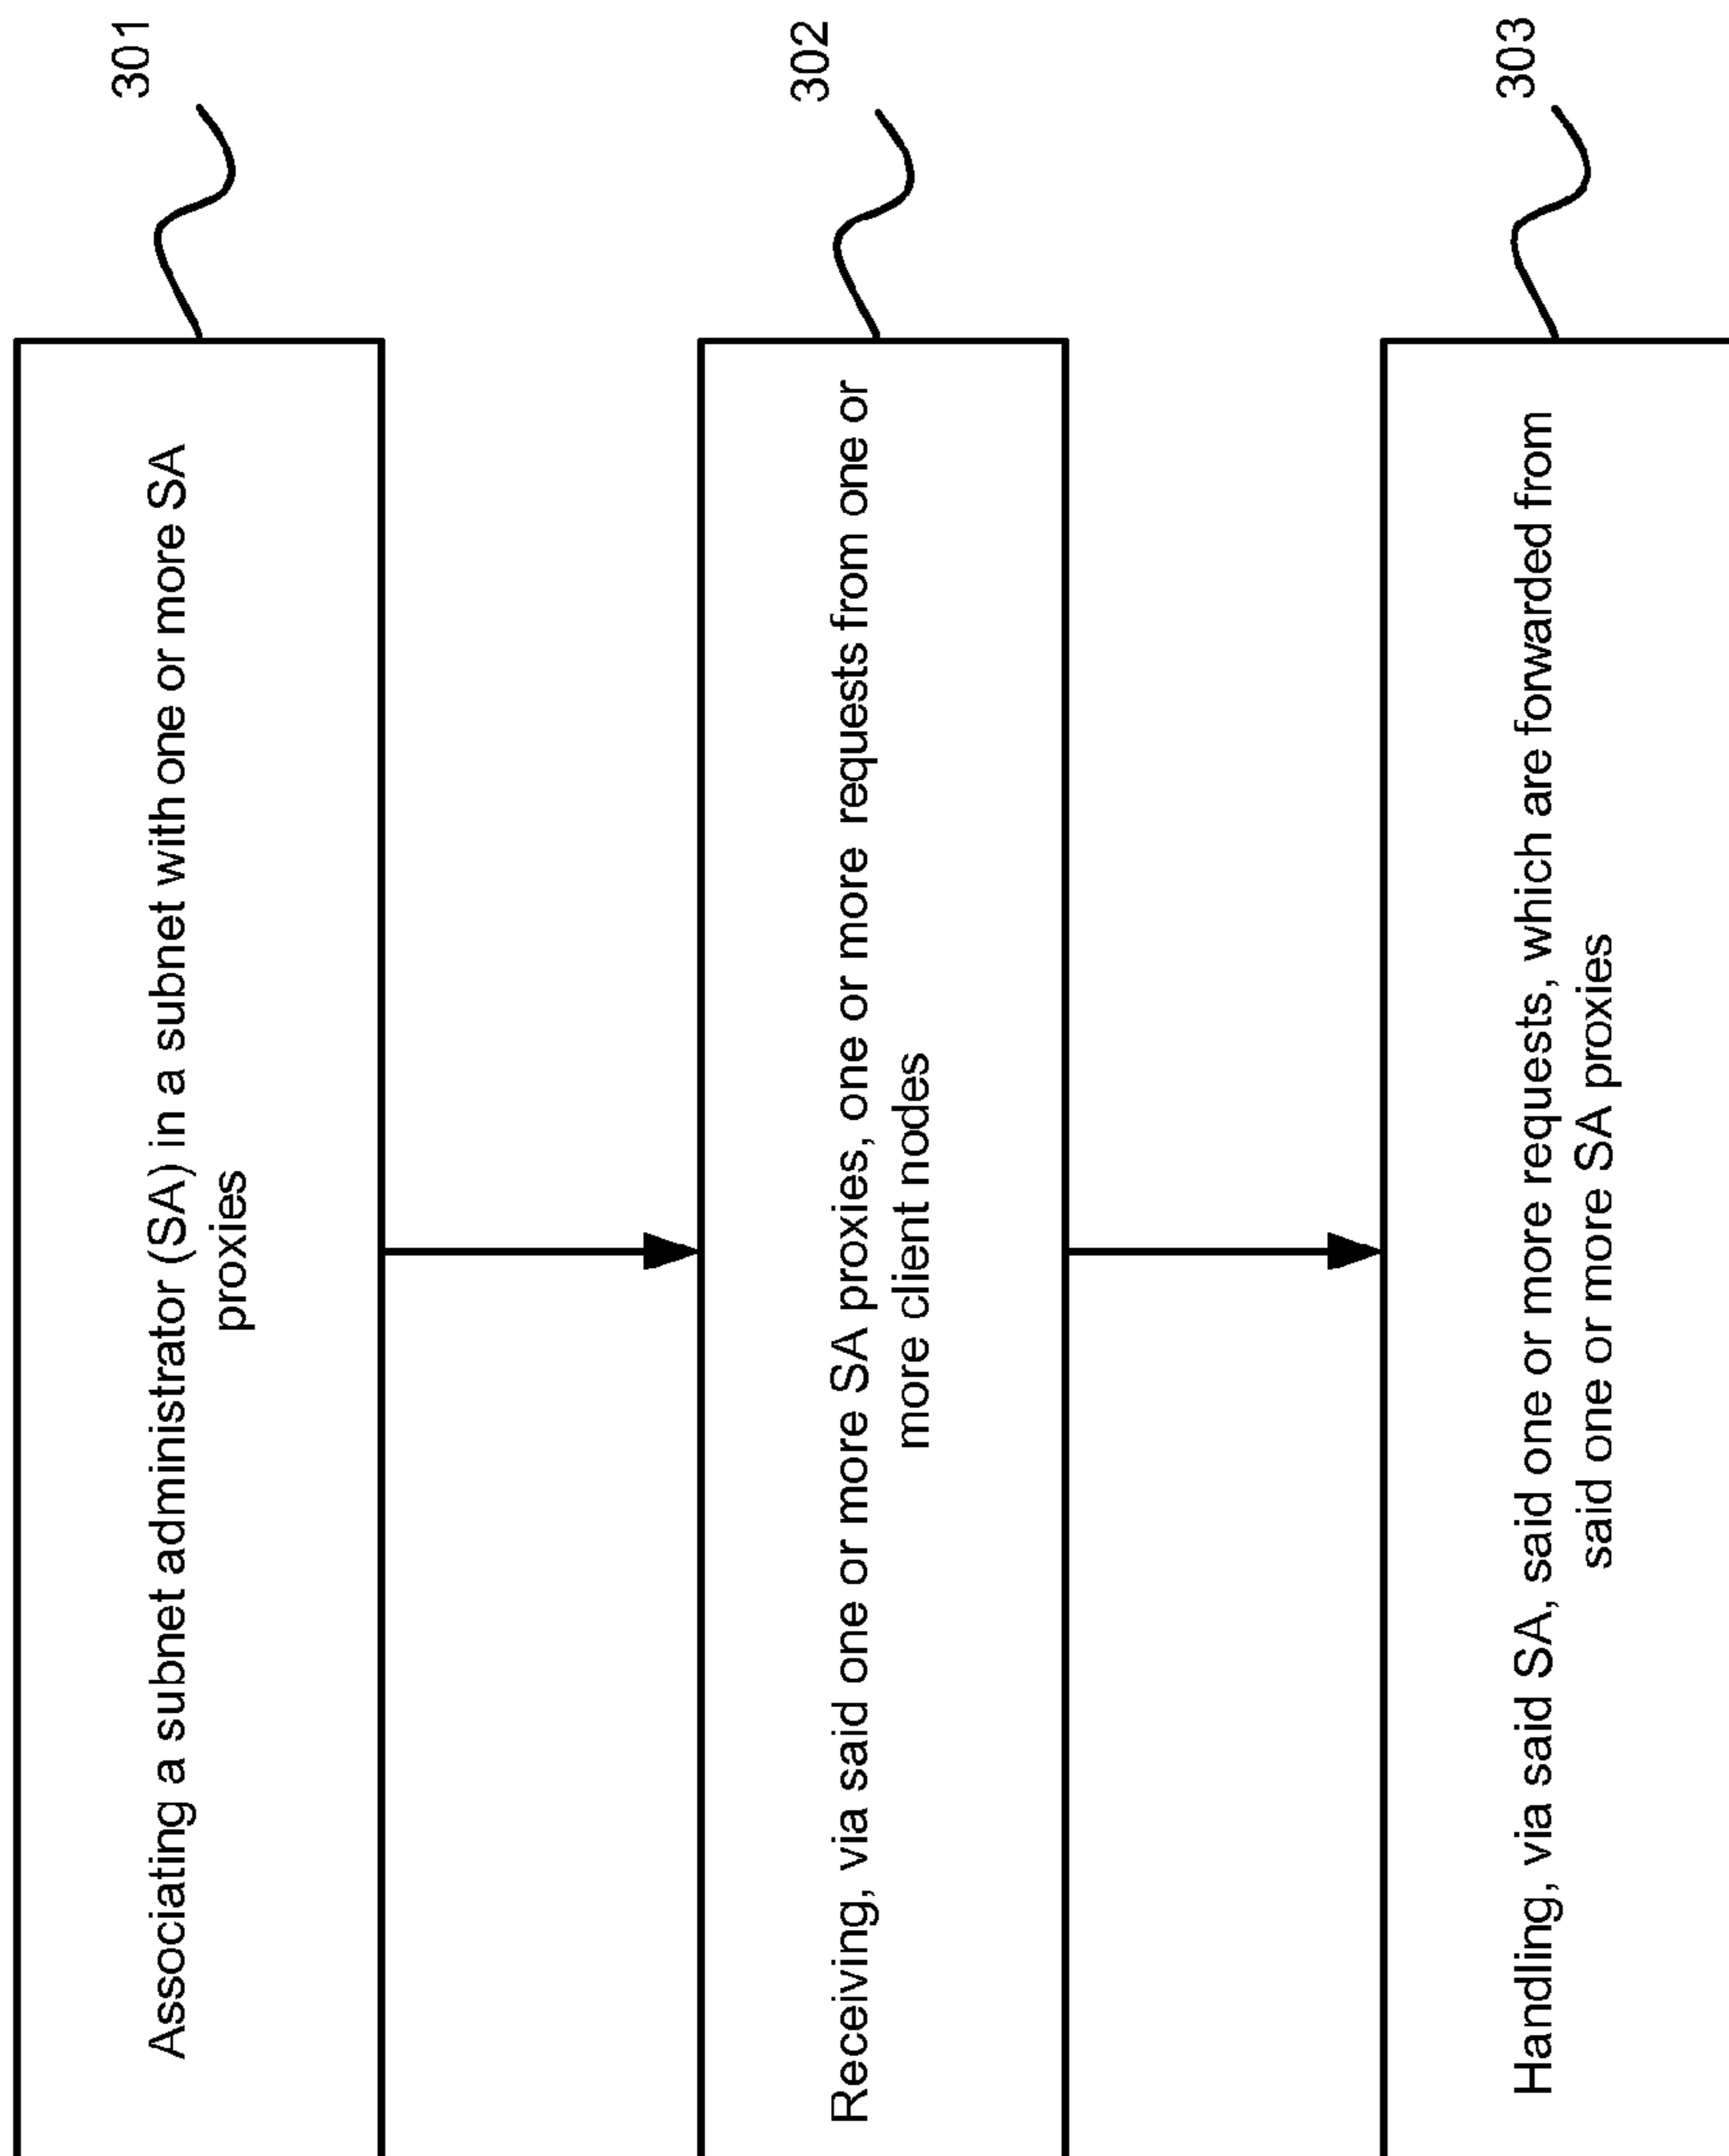 301
Associating a subnet administrator (SA) in a subnet with one or more SA
proxies
302
Receiving, via said one or more SA proxies, one or more requests from one or
more client nodes
303
Handling, via said SA, said one or more requests, which are forwarded from
said one or more SA proxies